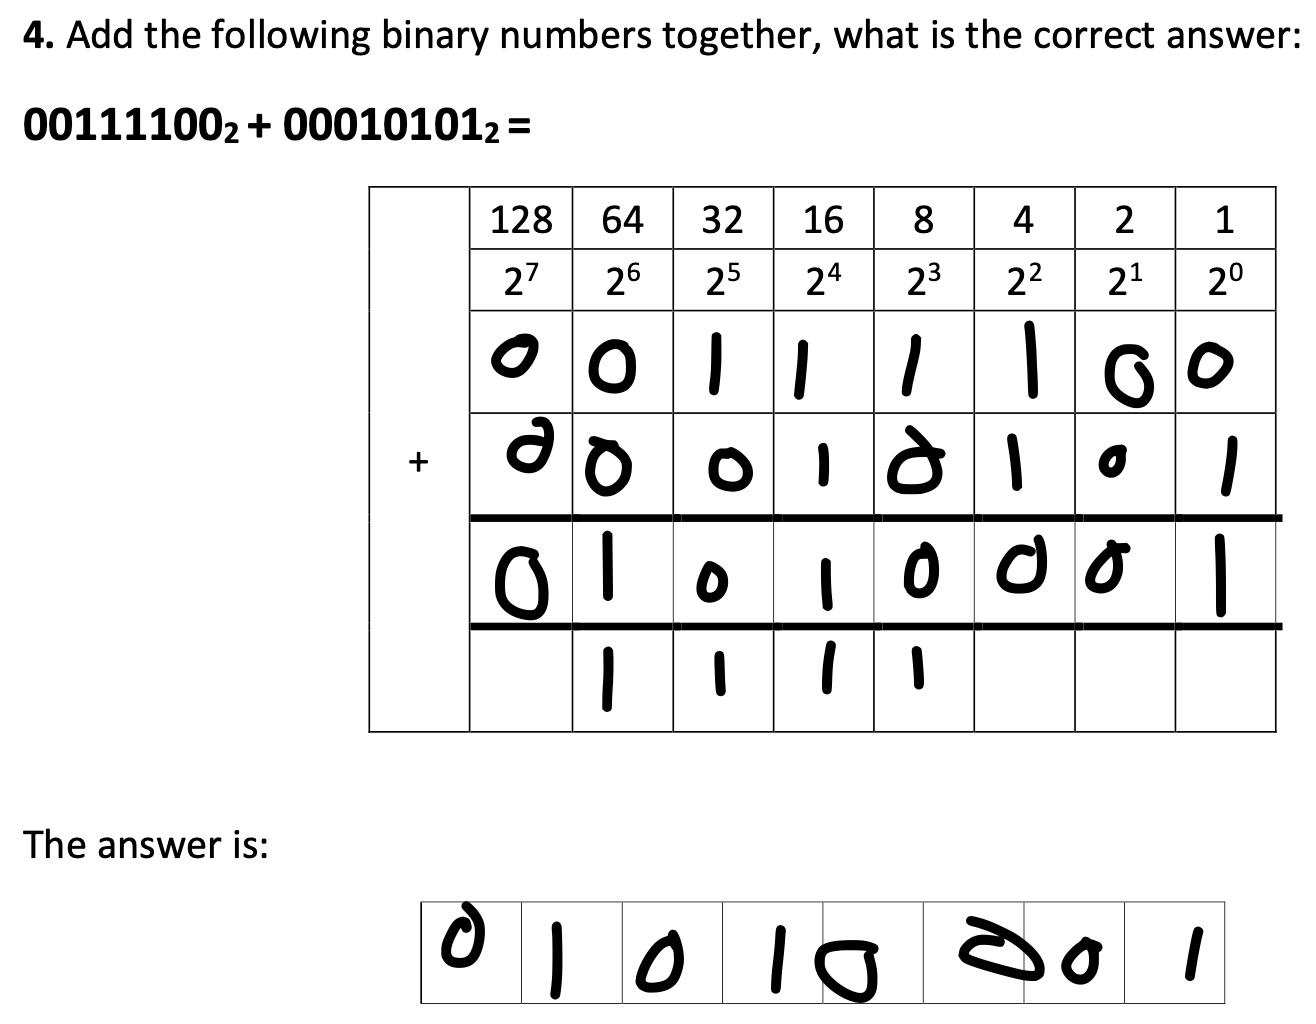 4. Add the following binary numbers together, what is the correct answer:
00111100₂ + 00010101₂ =
128 64 32 16 8 4 2 1
2⁷ 2⁶ 2⁵ 2⁴ 2³ 2² 2¹ 2⁰
0 0 1 1 1 1 0 0
+ 0 0 0 1 0 1 0 1
0 1 0 1 0 0 0 1
1 1 1 1
The answer is:
0 1 0 1 0 0 0 1